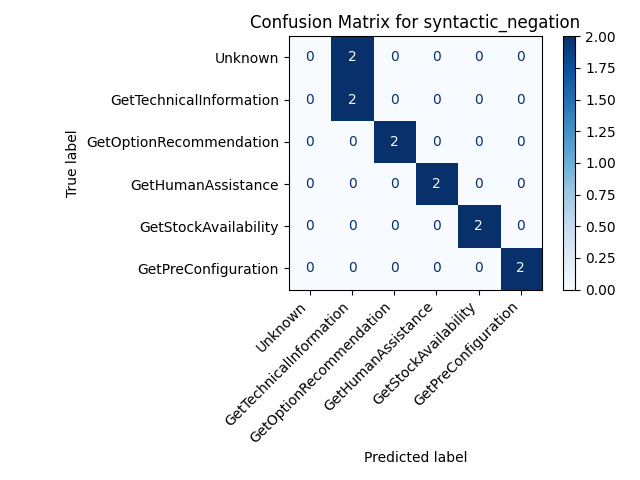 Confusion Matrix for syntactic_negation
True label
Unknown 0 2 0 0 0 0
GetTechnicalInformation 0 2 0 0 0 0
GetOptionRecommendation 0 0 2 0 0 0
GetHumanAssistance 0 0 0 2 0 0
GetStockAvailability 0 0 0 0 2 0
GetPreConfiguration 0 0 0 0 0 2
Unknown
GetTechnicalInformation
GetOptionRecommendation
GetHumanAssistance
GetStockAvailability
GetPreConfiguration
Predicted label
2.00
1.75
1.50
1.25
1.00
0.75
0.50
0.25
0.00